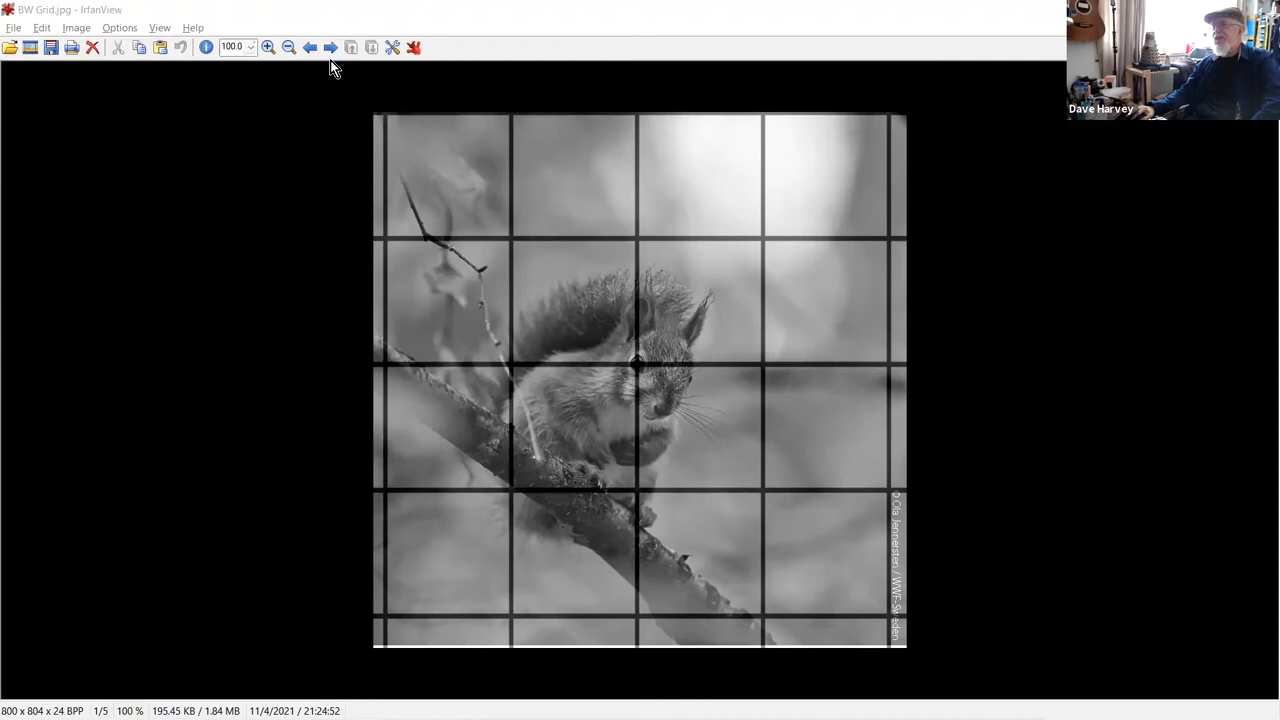 BW Grid.jpg - IrfanView
File Edit Image Options View Help
100.0
Dave Harvey
© Ola Jennersten / WWF-Sweden
800 x 804 x 24 BPP 1/5 100 % 195.45 KB / 1.84 MB 11/4/2021 / 21:24:52